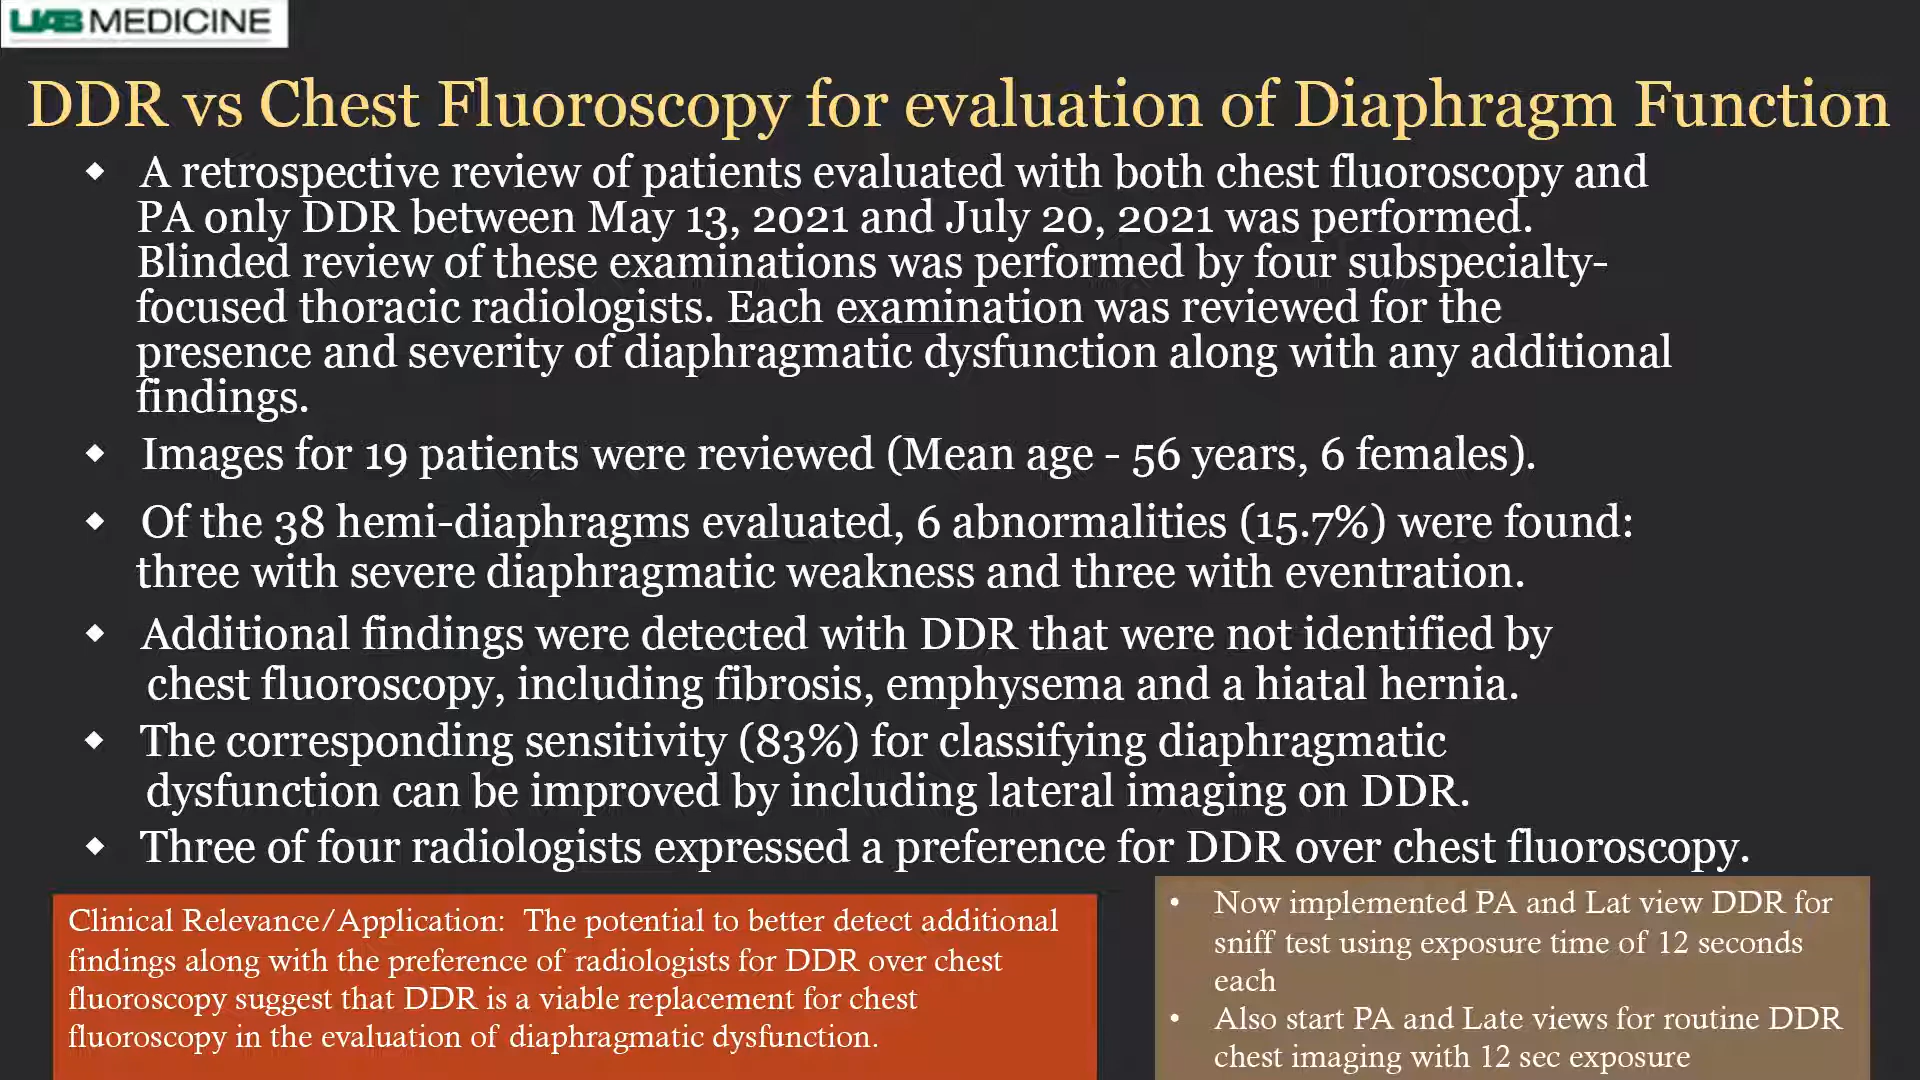 UAB MEDICINE
DDR vs Chest Fluoroscopy for evaluation of Diaphragm Function
◆ A retrospective review of patients evaluated with both chest fluoroscopy and
PA only DDR between May 13, 2021 and July 20, 2021 was performed.
Blinded review of these examinations was performed by four subspecialty-
focused thoracic radiologists. Each examination was reviewed for the
presence and severity of diaphragmatic dysfunction along with any additional
findings.
◆ Images for 19 patients were reviewed (Mean age - 56 years, 6 females).
◆ Of the 38 hemi-diaphragms evaluated, 6 abnormalities (15.7%) were found:
three with severe diaphragmatic weakness and three with eventration.
◆ Additional findings were detected with DDR that were not identified by
chest fluoroscopy, including fibrosis, emphysema and a hiatal hernia.
◆ The corresponding sensitivity (83%) for classifying diaphragmatic
dysfunction can be improved by including lateral imaging on DDR.
◆ Three of four radiologists expressed a preference for DDR over chest fluoroscopy.
Clinical Relevance/Application: The potential to better detect additional
findings along with the preference of radiologists for DDR over chest
fluoroscopy suggest that DDR is a viable replacement for chest
fluoroscopy in the evaluation of diaphragmatic dysfunction.
• Now implemented PA and Lat view DDR for
sniff test using exposure time of 12 seconds
each
• Also start PA and Late views for routine DDR
chest imaging with 12 sec exposure